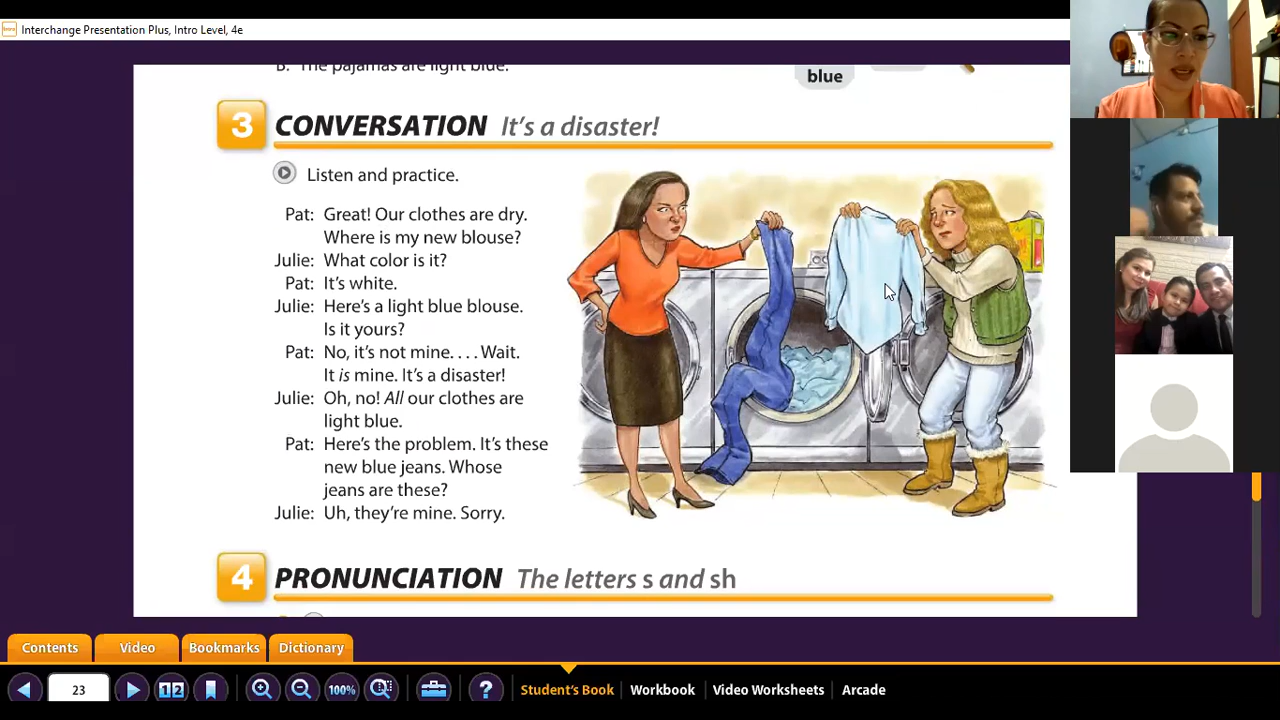 Interchange Presentation Plus, Intro Level, 4e
B: The pajamas are light blue.
blue
3 CONVERSATION It's a disaster!
Listen and practice.
Pat: Great! Our clothes are dry.
Where is my new blouse?
Julie: What color is it?
Pat: It's white.
Julie: Here's a light blue blouse.
Is it yours?
Pat: No, it's not mine. . . . Wait.
It is mine. It's a disaster!
Julie: Oh, no! All our clothes are
light blue.
Pat: Here's the problem. It's these
new blue jeans. Whose
jeans are these?
Julie: Uh, they're mine. Sorry.
4 PRONUNCIATION The letters s and sh
Contents Video Bookmarks Dictionary
23 1 2 100% ? Student's Book Workbook Video Worksheets Arcade